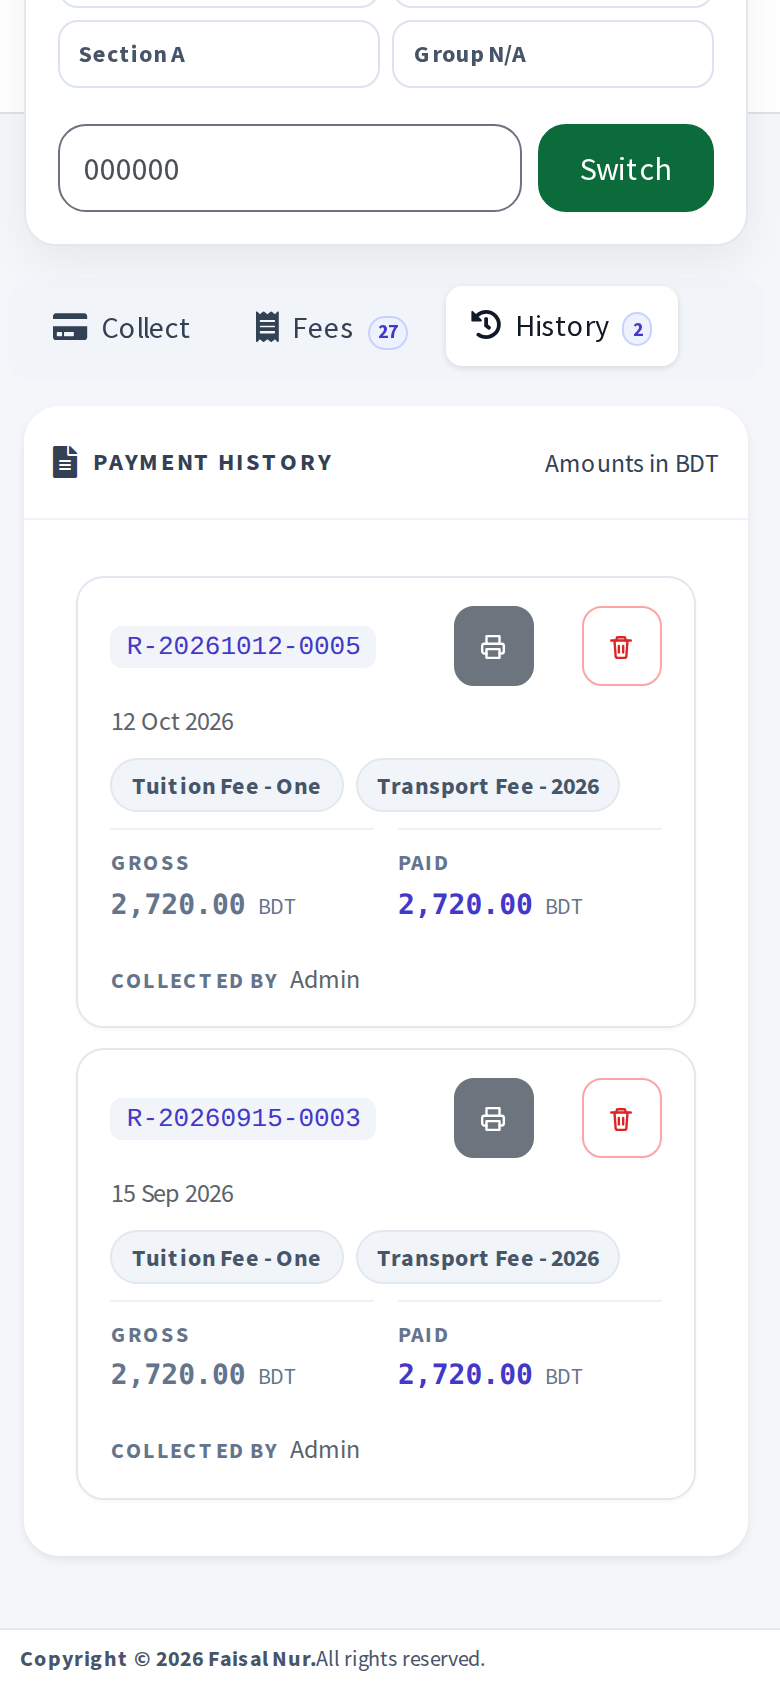 Section A
Group N/A
000000
Switch
Collect
Fees 27
History 2
PAYMENT HISTORY
Amounts in BDT
R-20261012-0005
12 Oct 2026
Tuition Fee - One
Transport Fee - 2026
GROSS
2,720.00 BDT
PAID
2,720.00 BDT
COLLECTED BY Admin
R-20260915-0003
15 Sep 2026
Tuition Fee - One
Transport Fee - 2026
GROSS
2,720.00 BDT
PAID
2,720.00 BDT
COLLECTED BY Admin
Copyright © 2026 Faisal Nur.All rights reserved.